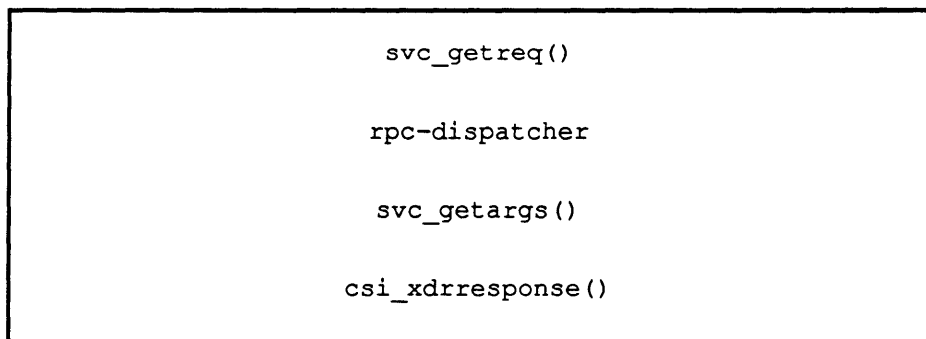 svc_getreq()
rpc-dispatcher
svc_getargs()
csi_xdrresponse()